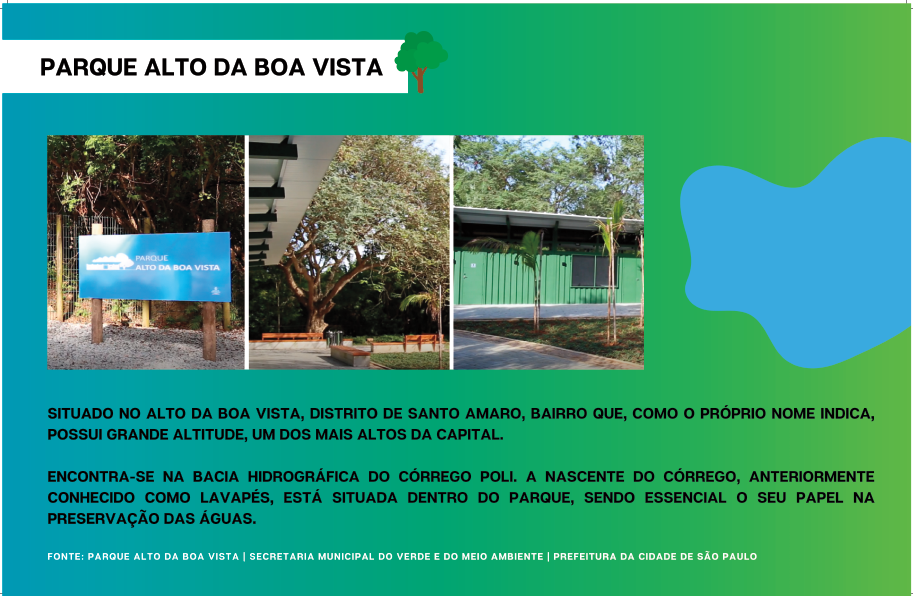 PARQUE ALTO DA BOA VISTA
PARQUE
ALTO DA BOA VISTA
SITUADO NO ALTO DA BOA VISTA, DISTRITO DE SANTO AMARO, BAIRRO QUE, COMO O PRÓPRIO NOME INDICA,
POSSUI GRANDE ALTITUDE, UM DOS MAIS ALTOS DA CAPITAL.
ENCONTRA-SE NA BACIA HIDROGRÁFICA DO CÓRREGO POLI. A NASCENTE DO CÓRREGO, ANTERIORMENTE
CONHECIDO COMO LAVAPÉS, ESTÁ SITUADA DENTRO DO PARQUE, SENDO ESSENCIAL O SEU PAPEL NA
PRESERVAÇÃO DAS ÁGUAS.
FONTE: PARQUE ALTO DA BOA VISTA | SECRETARIA MUNICIPAL DO VERDE E DO MEIO AMBIENTE | PREFEITURA DA CIDADE DE SÃO PAULO